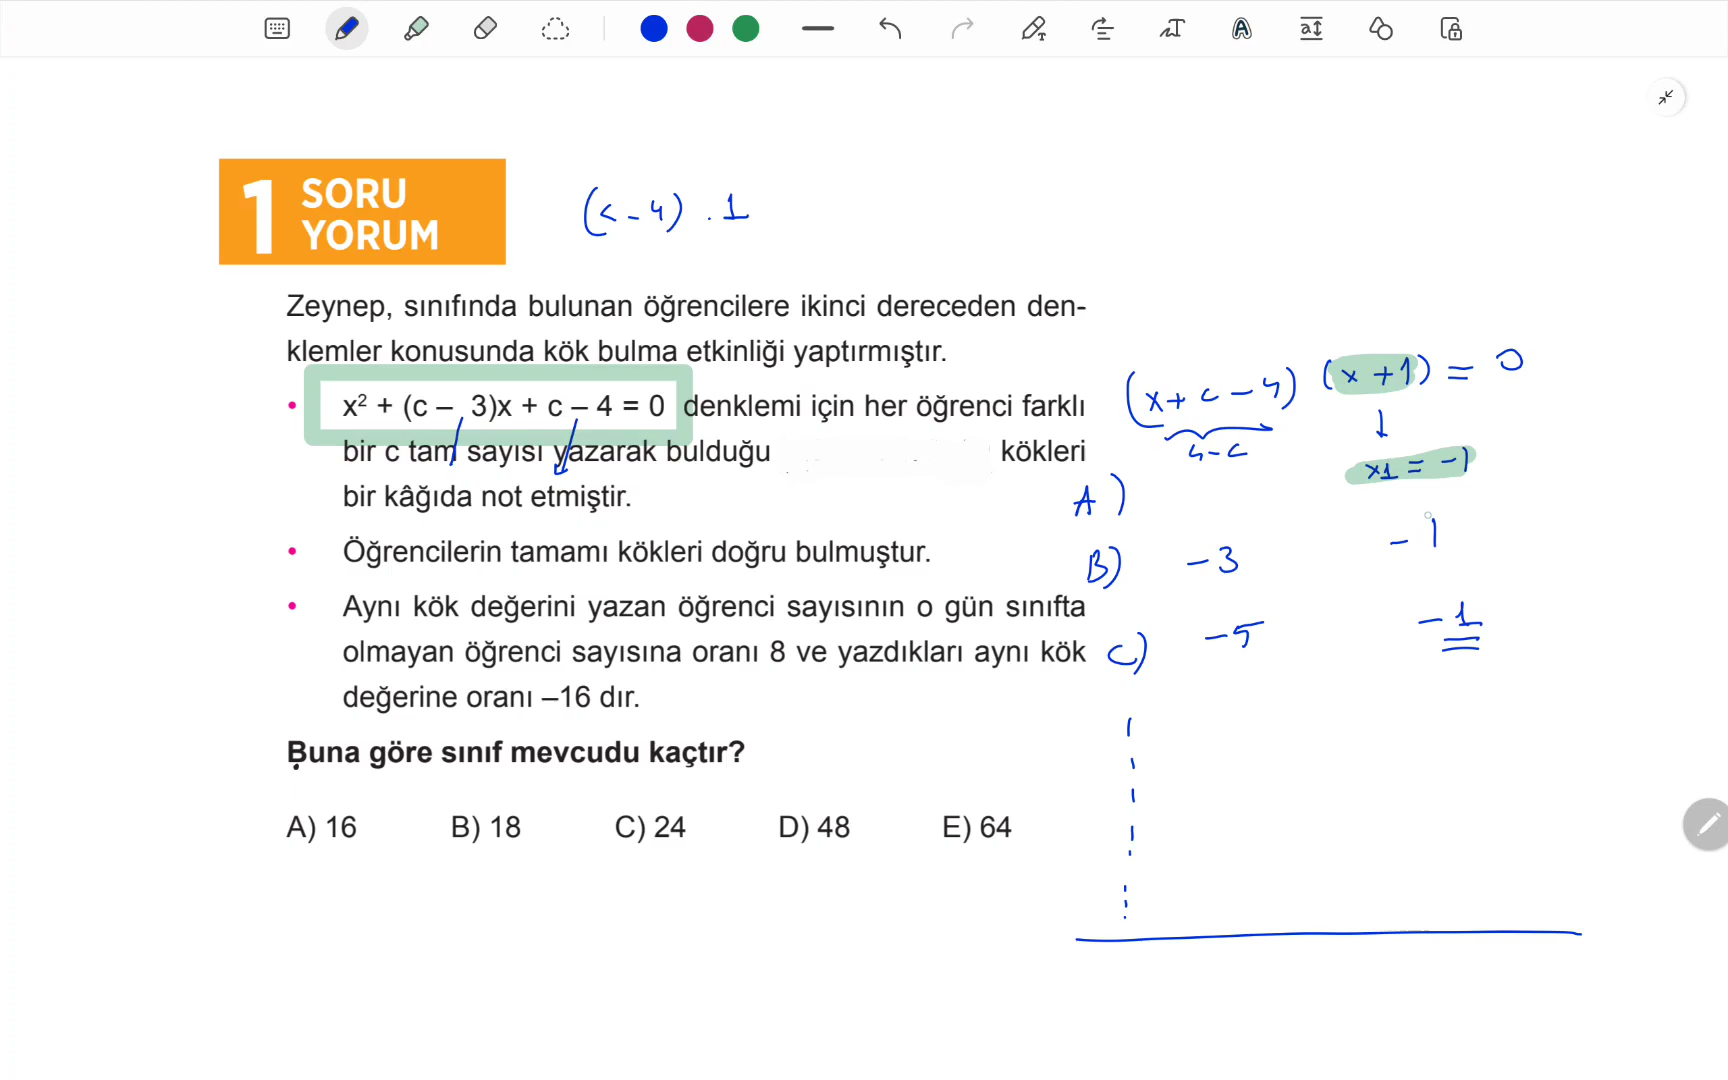 1 SORU
YORUM
(c - 4) . 1
Zeynep, sınıfında bulunan öğrencilere ikinci dereceden den-
klemler konusunda kök bulma etkinliği yaptırmıştır.
• x² + (c – 3)x + c – 4 = 0 denklemi için her öğrenci farklı
bir c tam sayısı yazarak bulduğu kökleri
bir kâğıda not etmiştir.
• Öğrencilerin tamamı kökleri doğru bulmuştur.
• Aynı kök değerini yazan öğrenci sayısının o gün sınıfta
olmayan öğrenci sayısına oranı 8 ve yazdıkları aynı kök
değerine oranı –16 dır.
Buna göre sınıf mevcudu kaçtır?
A) 16 B) 18 C) 24 D) 48 E) 64
(x + c - 4) (x + 1) = 0
4 - c
x1 = -1
A)
-1
B) -3
C) -5 -1